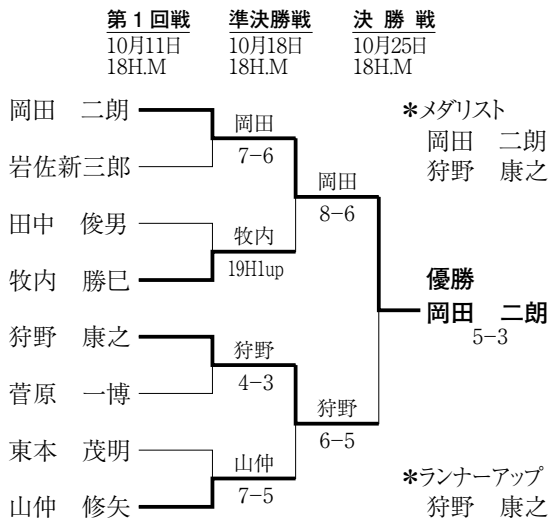 第1回戦 準決勝戦 決勝戦
10月11日 10月18日 10月25日
18H.M 18H.M 18H.M
岡田　二朗
岩佐新三郎
田中　俊男
牧内　勝巳
狩野　康之
菅原　一博
東本　茂明
山仲　修矢
岡田
7−6
牧内
19H1up
狩野
4−3
山仲
7−5
岡田
8−6
狩野
6−5
*メダリスト
岡田　二朗
狩野　康之
優勝
岡田　二朗
5−3
*ランナーアップ
狩野　康之